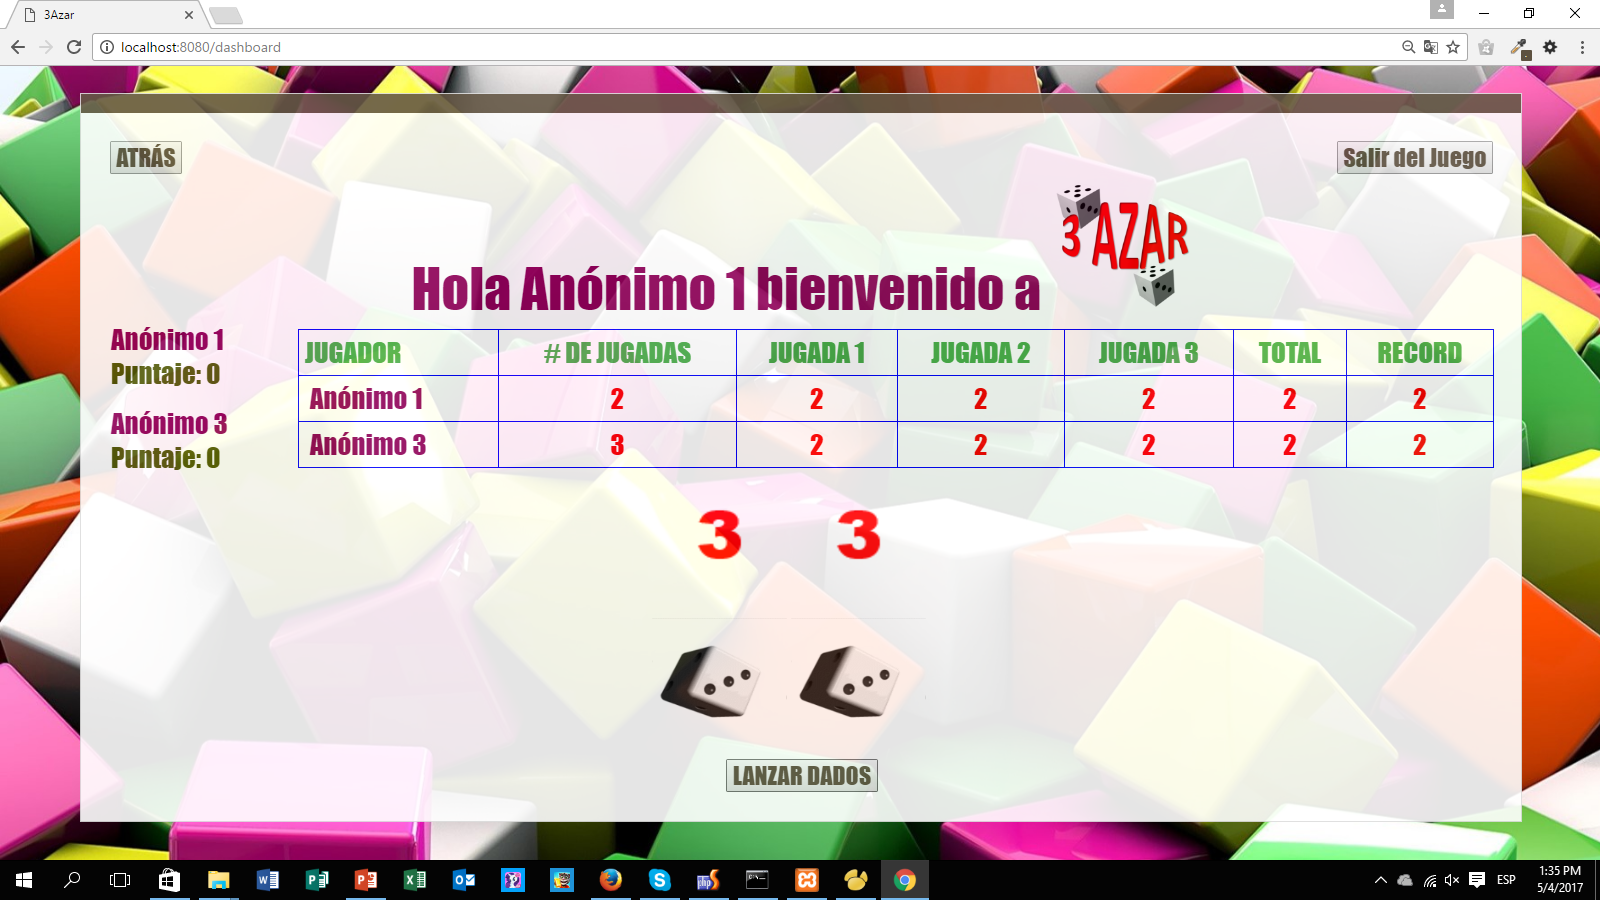 3Azar
localhost:8080/dashboard
ATRÁS
Salir del Juego
3 AZAR
Hola Anónimo 1 bienvenido a
Anónimo 1
Puntaje: 0
Anónimo 3
Puntaje: 0
JUGADOR # DE JUGADAS JUGADA 1 JUGADA 2 JUGADA 3 TOTAL RECORD
Anónimo 1 2 2 2 2 2 2
Anónimo 3 3 2 2 2 2 2
3 3
LANZAR DADOS
ESP
1:35 PM
5/4/2017